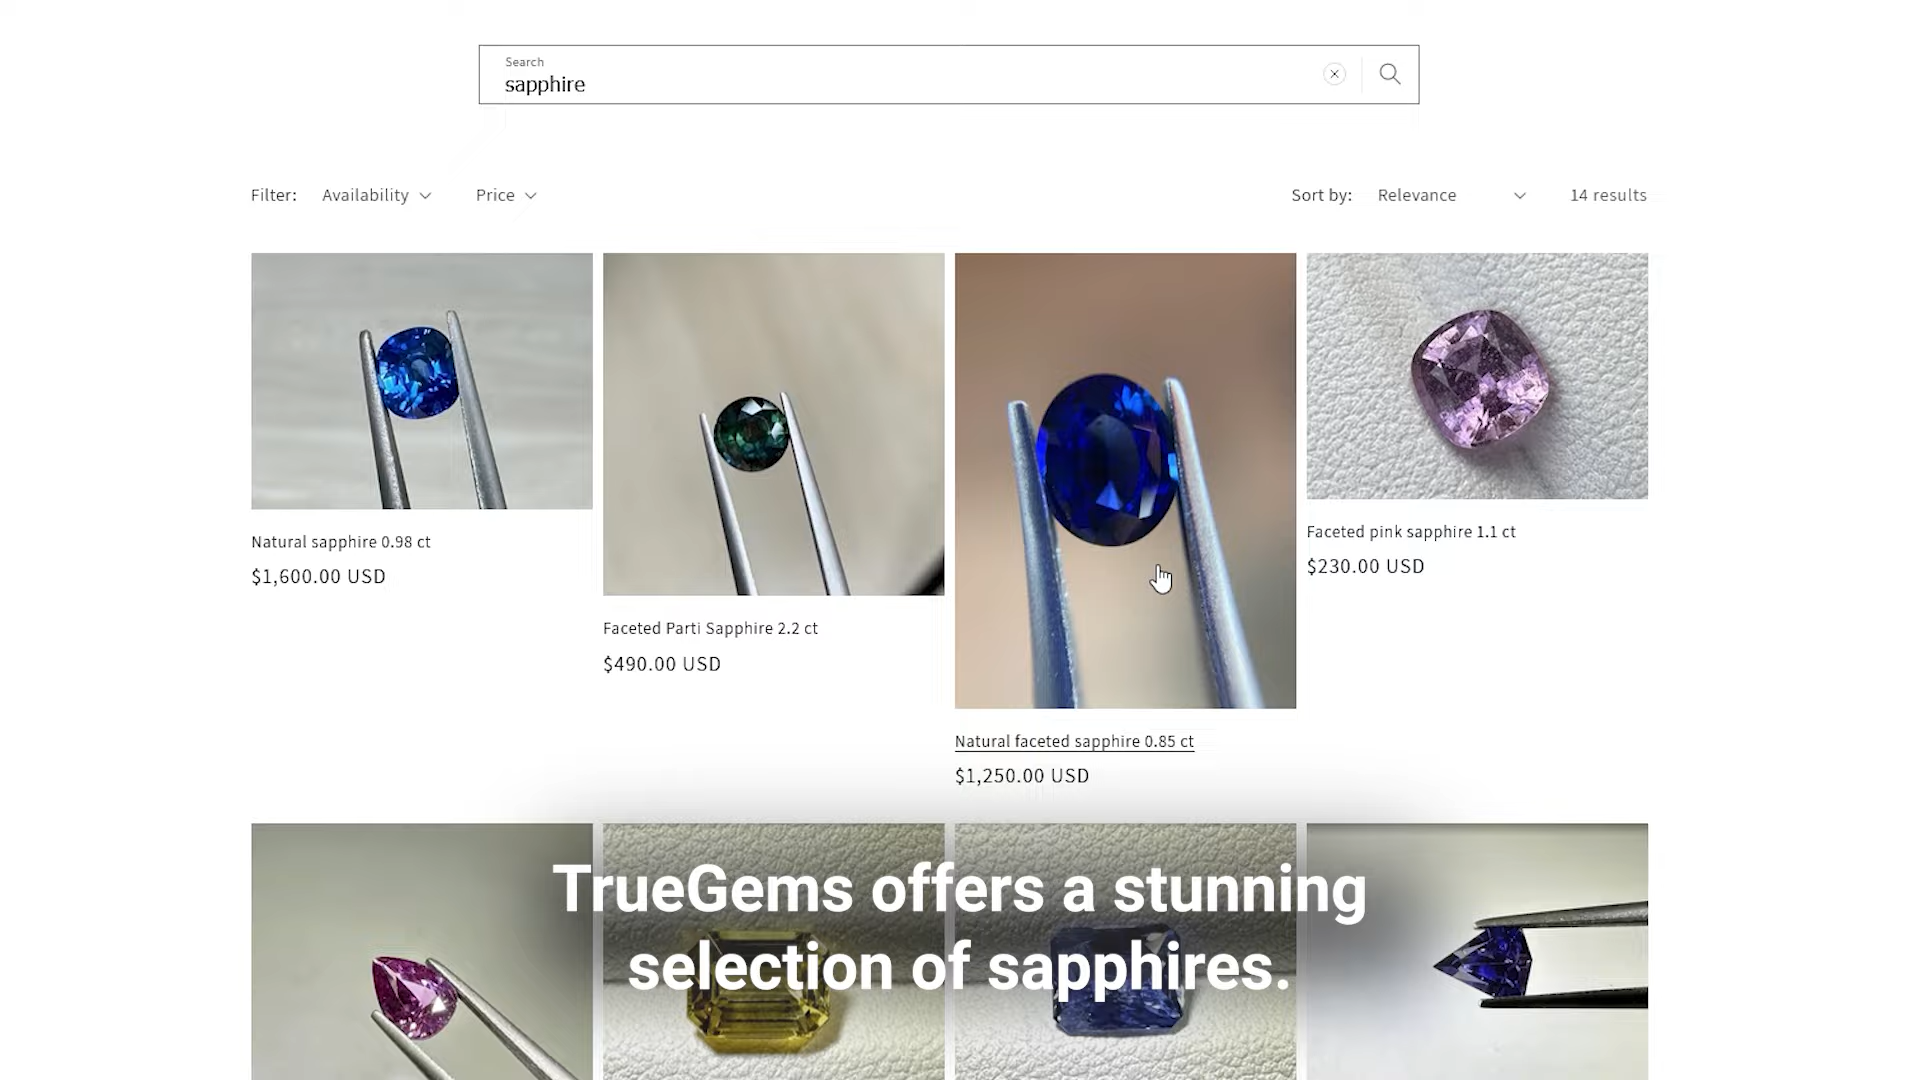 Search
sapphire
Filter: Availability Price Sort by: Relevance 14 results
Natural sapphire 0.98 ct
$1,600.00 USD
Faceted Parti Sapphire 2.2 ct
$490.00 USD
Natural faceted sapphire 0.85 ct
$1,250.00 USD
Faceted pink sapphire 1.1 ct
$230.00 USD
TrueGems offers a stunning
selection of sapphires.